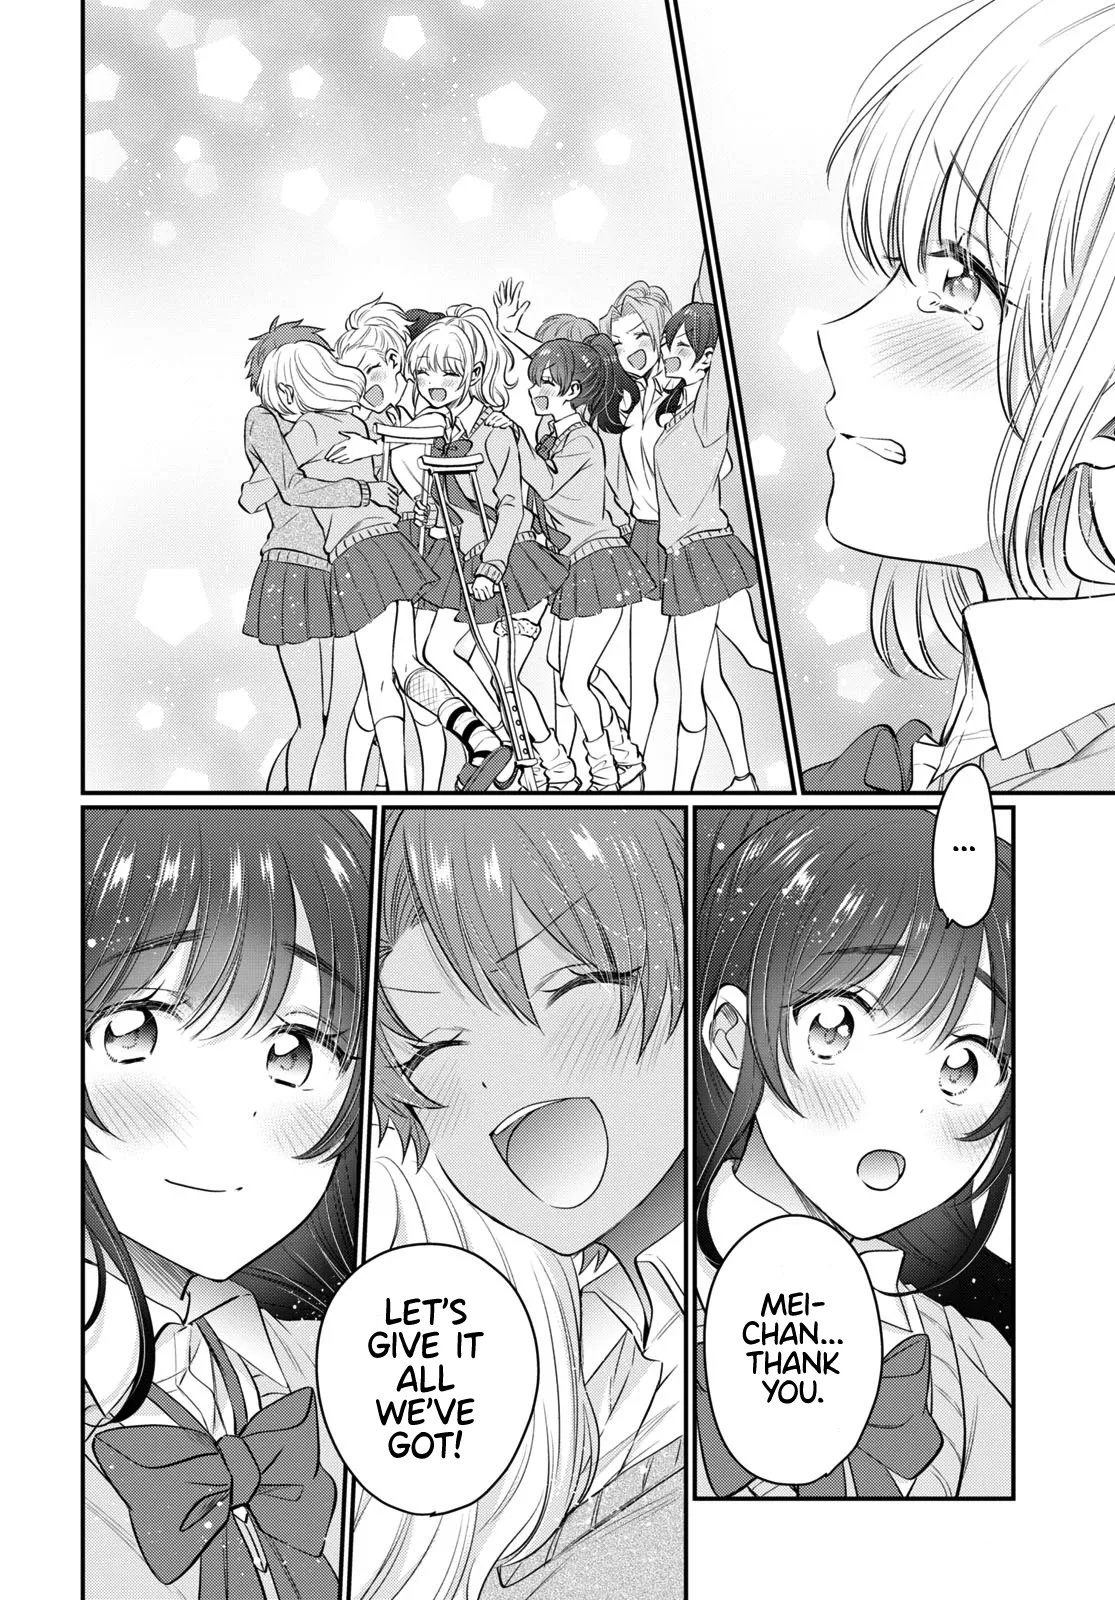 ...
MEI-
CHAN...
THANK
YOU.
LET'S
GIVE IT
ALL
WE'VE
GOT!